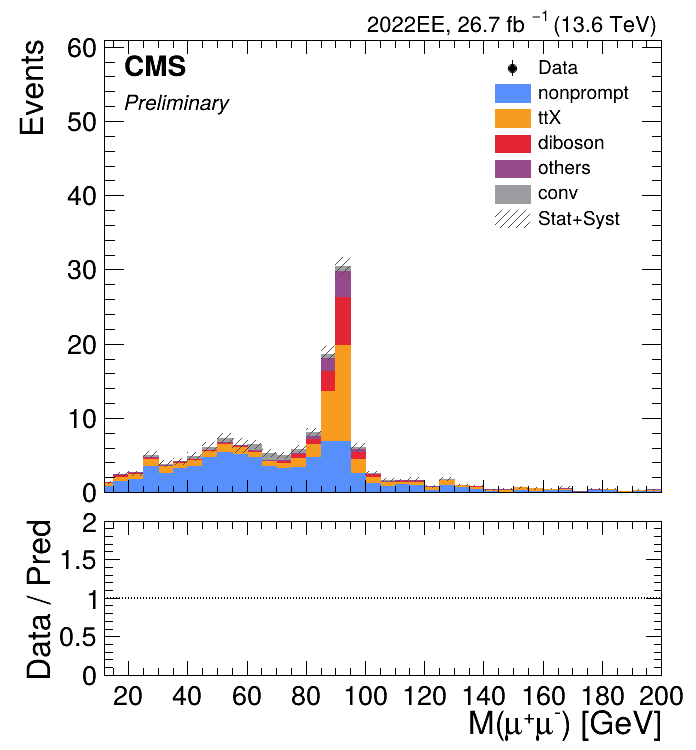 2022EE, 26.7 fb ⁻¹ (13.6 TeV)
CMS
Preliminary
Events
60
50
40
30
20
10
0
Data
nonprompt
ttX
diboson
others
conv
Stat+Syst
Data / Pred
2
1.5
1
0.5
0
20 40 60 80 100 120 140 160 180 200
M(μ⁺μ⁻) [GeV]